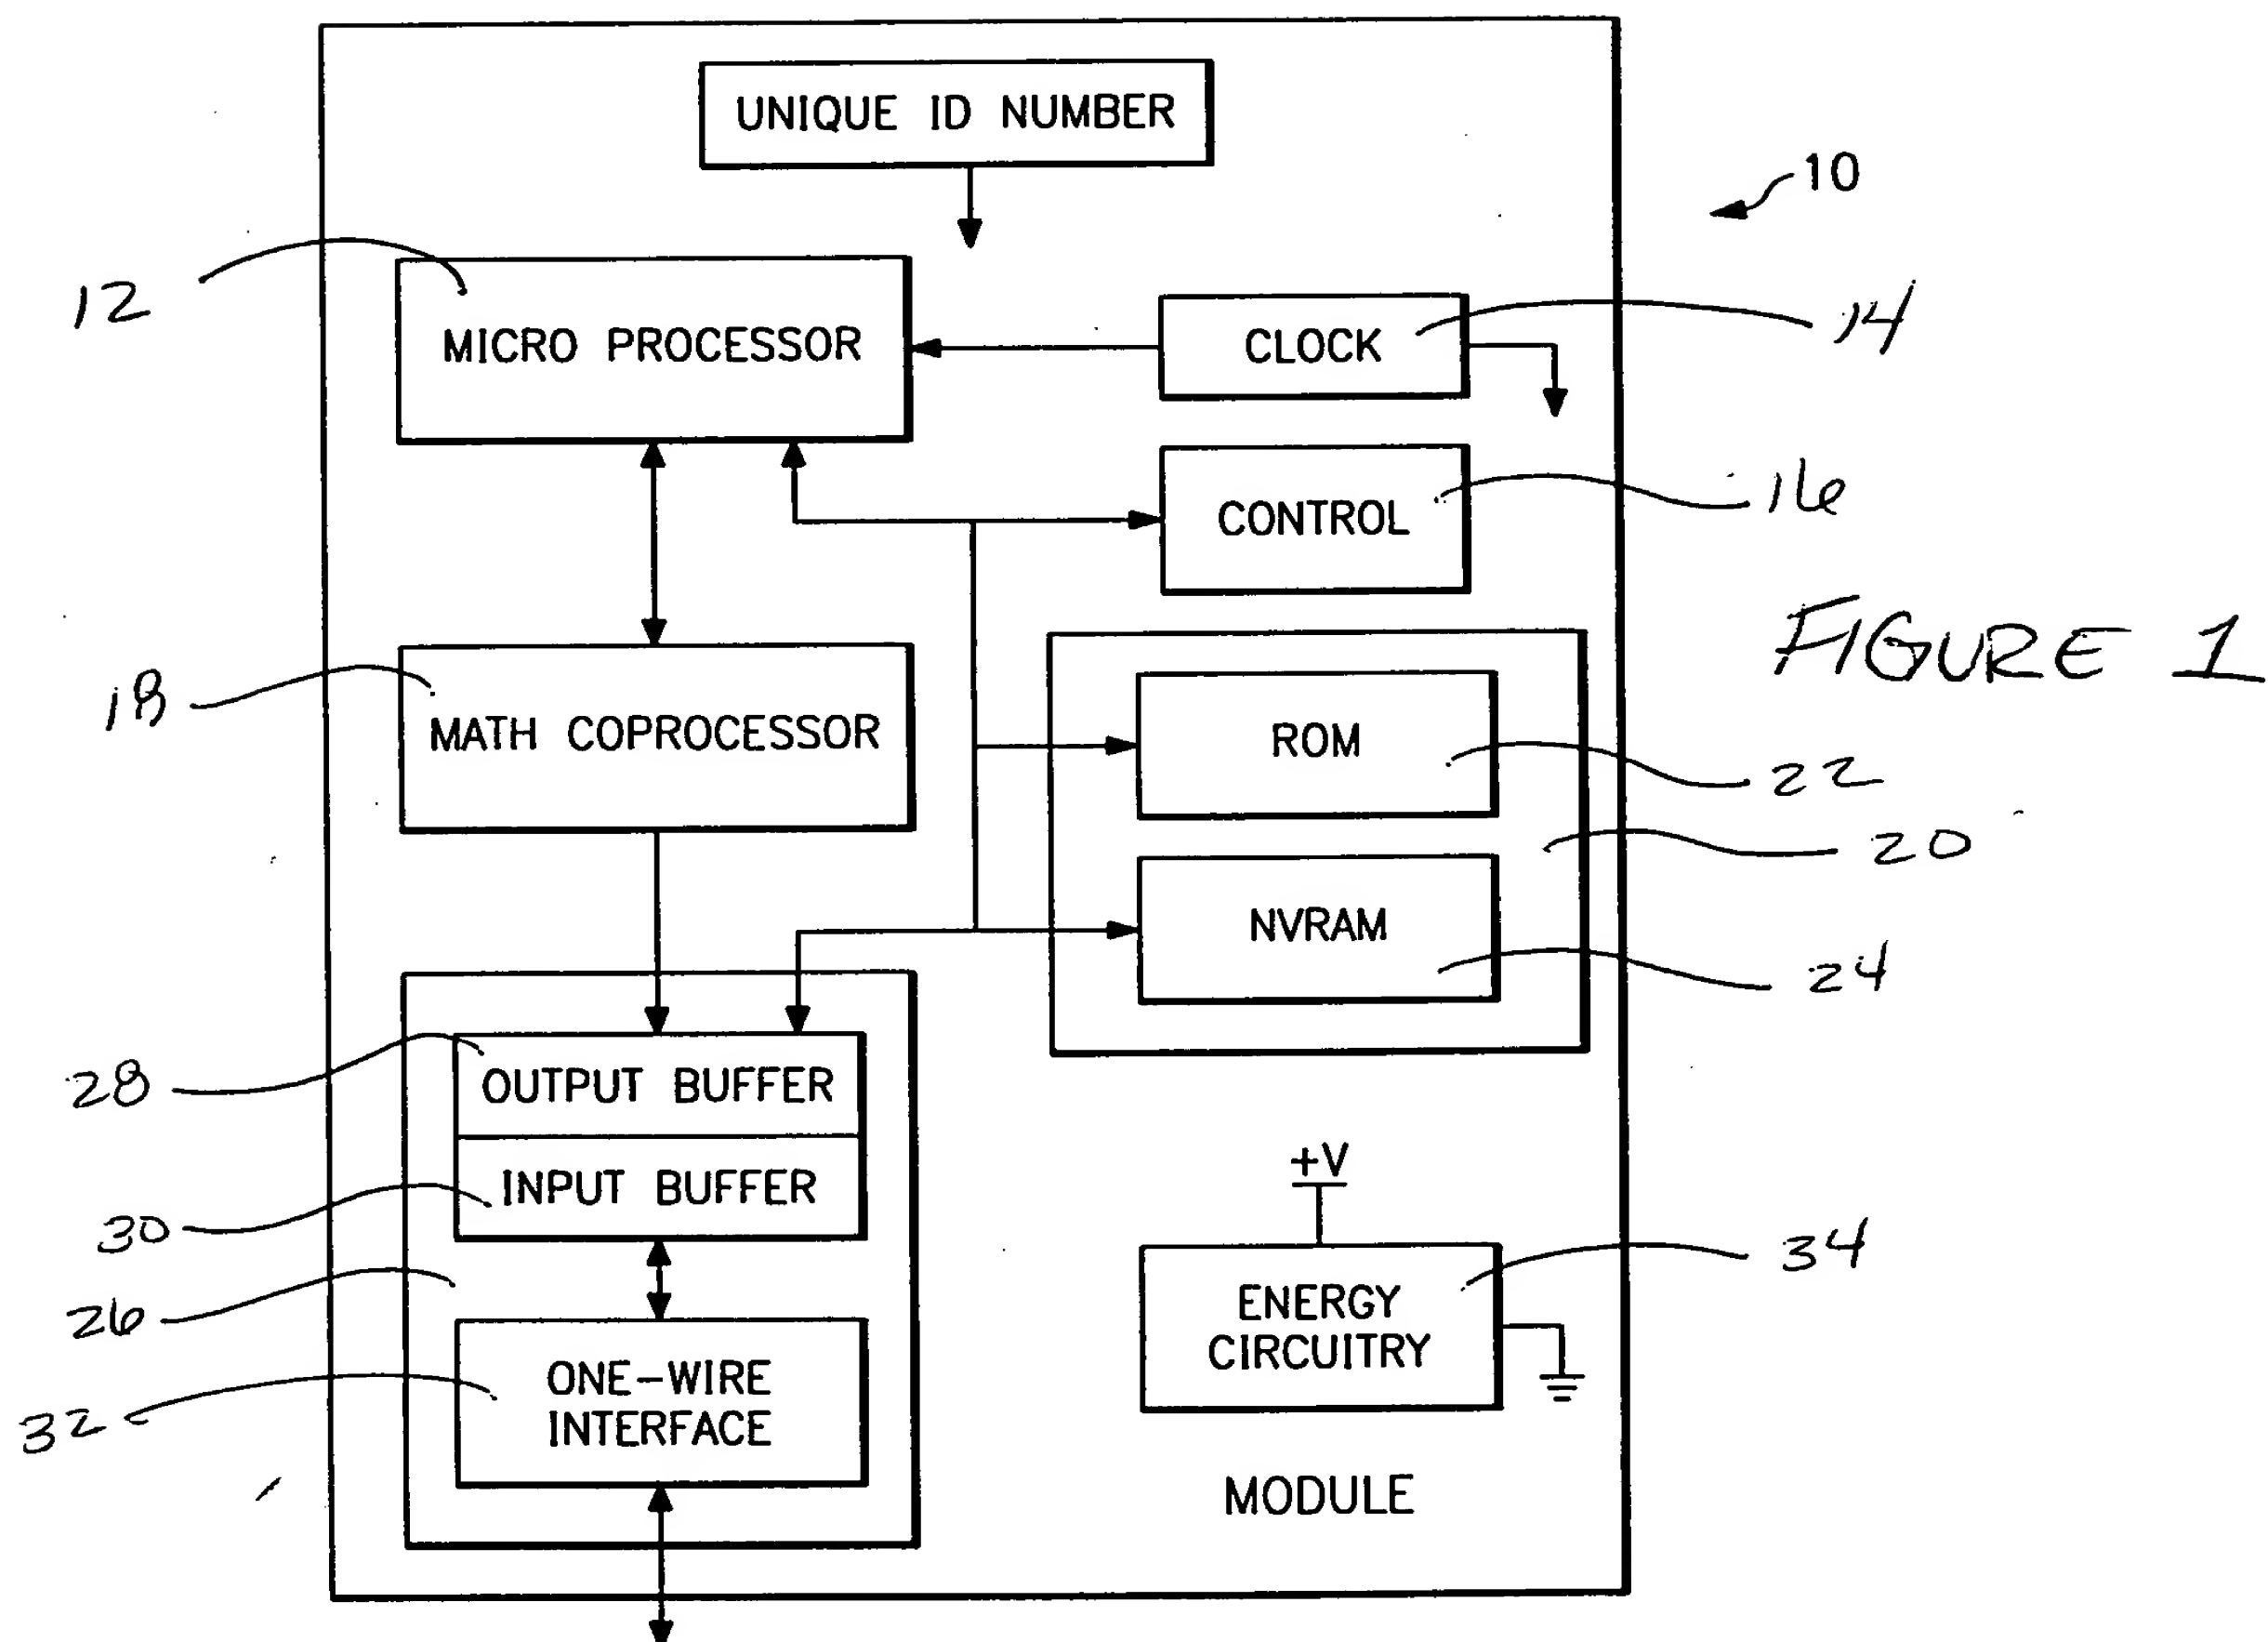 UNIQUE ID NUMBER
10
12
MICRO PROCESSOR
CLOCK
14
CONTROL
16
FIGURE 1
18
MATH COPROCESSOR
ROM
22
20
NVRAM
24
28
OUTPUT BUFFER
30
INPUT BUFFER
+V
26
34
ENERGY
CIRCUITRY
32
ONE-WIRE
INTERFACE
MODULE